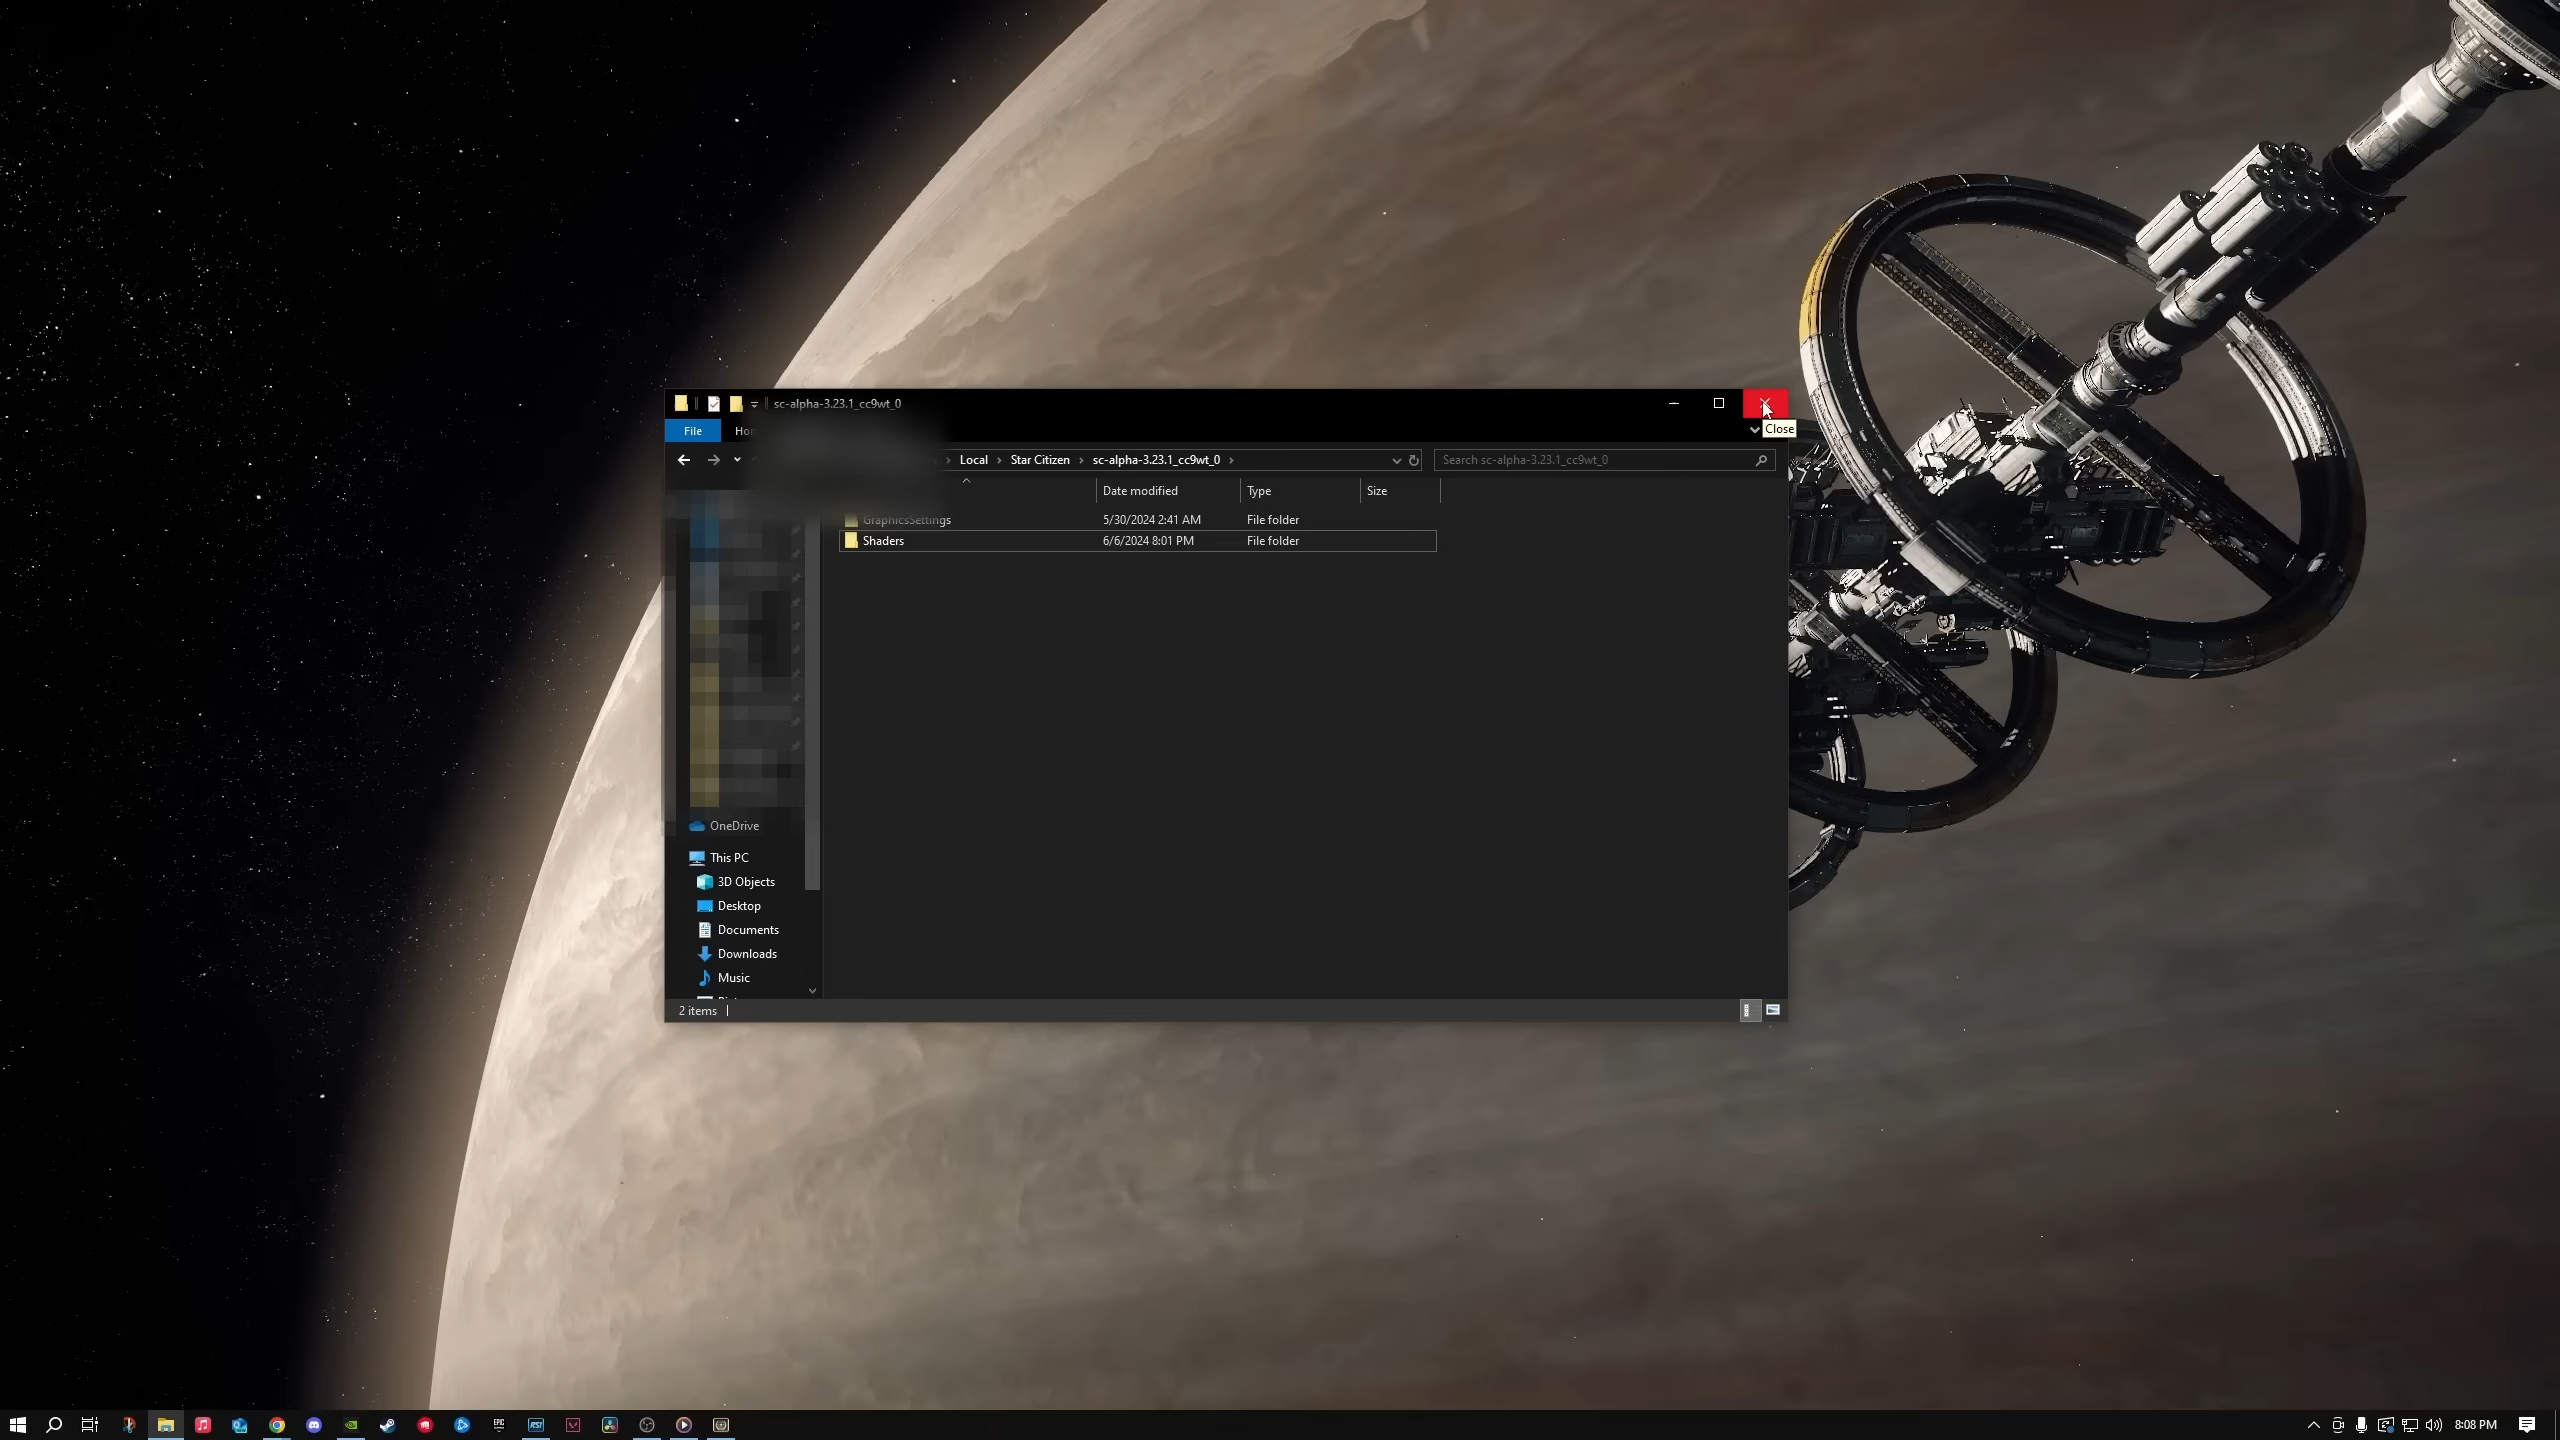 sc-alpha-3.23.1_cc9wt_0
File
Close
Local > Star Citizen > sc-alpha-3.23.1_cc9wt_0 >
Search sc-alpha-3.23.1_cc9wt_0
Date modified Type Size
GraphicsSettings 5/30/2024 2:41 AM File folder
Shaders 6/6/2024 8:01 PM File folder
OneDrive
This PC
3D Objects
Desktop
Documents
Downloads
Music
2 items
EPIC
RSI
8:08 PM